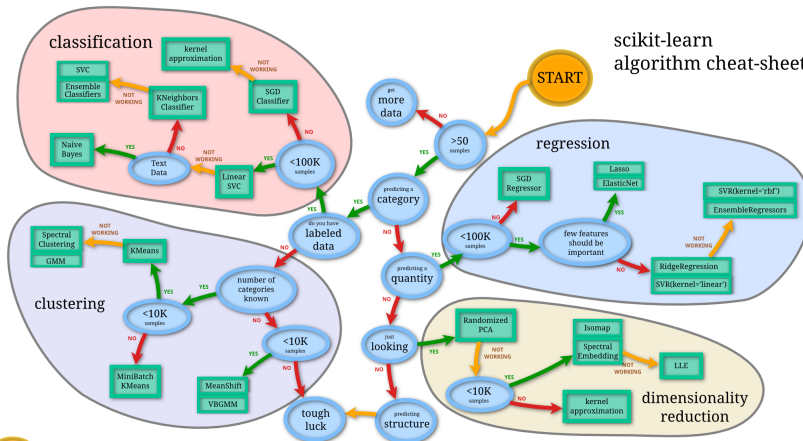 classification
scikit-learn
algorithm cheat-sheet
kernel
approximation
NOT
WORKING
START
SVC
Ensemble
Classifiers
NOT
WORKING
KNeighbors
Classifier
SGD
Classifier
get
more
data
NO
>50
samples
regression
NO
Naive
Bayes
YES
Text
Data
NO
NOT
WORKING
Linear
SVC
YES
<100K
samples
YES
predicting a
category
YES
YES
do you have
labeled
data
NO
NO
SGD
Regressor
NO
Lasso
ElasticNet
YES
SVR(kernel='rbf')
EnsembleRegressors
<100K
samples
YES
few features
should be
important
NOT
WORKING
NO
RidgeRegression
SVR(kernel='linear')
predicting a
quantity
YES
NO
Spectral
Clustering
GMM
NOT
WORKING
KMeans
YES
number of
categories
known
YES
NO
clustering
<10K
samples
NO
MiniBatch
KMeans
<10K
samples
YES
NO
MeanShift
VBGMM
just
looking
YES
NO
Randomized
PCA
NOT
WORKING
Isomap
Spectral
Embedding
NOT
WORKING
LLE
YES
<10K
samples
NO
kernel
approximation
dimensionality
reduction
tough
luck
predicting
structure